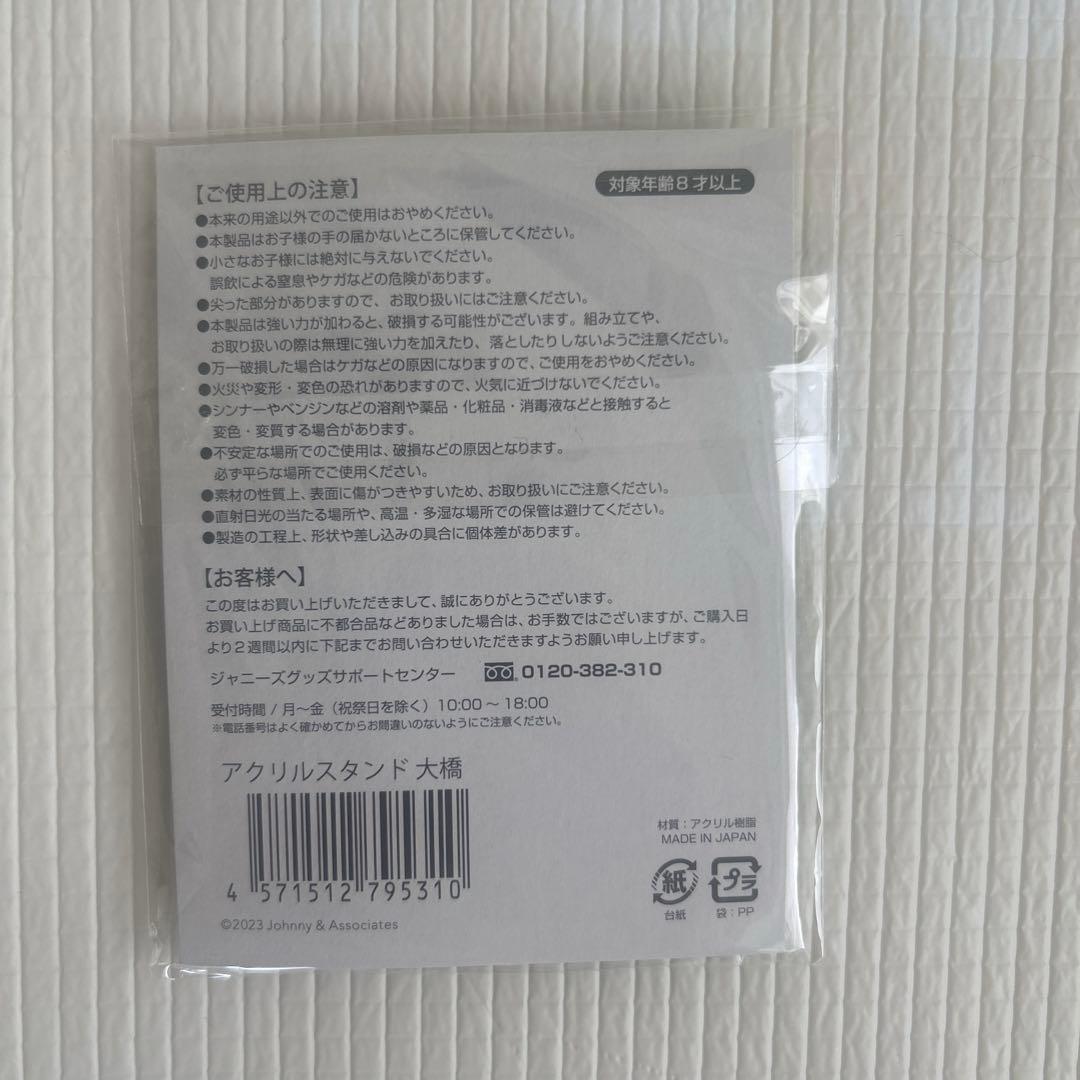 【ご使用上の注意】
対象年齢8才以上
●本来の用途以外でのご使用はおやめください。
●本製品はお子様の手の届かないところに保管してください。
●小さなお子様には絶対に与えないでください。
誤飲による窒息やケガなどの危険があります。
●尖った部分がありますので、お取り扱いにはご注意ください。
●本製品は強い力が加わると、破損する可能性がございます。組み立てや、
お取り扱いの際は無理に強い力を加えたり、落としたりしないようご注意ください。
●万一破損した場合はケガなどの原因になりますので、ご使用をおやめください。
●火災や変形・変色の恐れがありますので、火気に近づけないでください。
●シンナーやベンジンなどの溶剤や薬品・化粧品・消毒液などと接触すると
変色・変質する場合があります。
●不安定な場所でのご使用は、破損などの原因となります。
必ず平らな場所でご使用ください。
●素材の性質上、表面に傷がつきやすいため、お取り扱いにご注意ください。
●直射日光の当たる場所や、高温・多湿な場所での保管は避けてください。
●製造の工程上、形状や差し込みの具合に個体差があります。
【お客様へ】
この度はお買い上げいただきまして、誠にありがとうございます。
お買い上げ商品に不都合品などありました場合は、お手数ではございますが、ご購入日
より2週間以内に下記までお問い合わせいただきますようお願い申し上げます。
ジャニーズグッズサポートセンター 0120-382-310
受付時間 / 月〜金（祝祭日を除く）10:00 〜 18:00
※電話番号はよく確かめてからお間違いのないようにご注意ください。
アクリルスタンド 大橋
4 571512 795310
©2023 Johnny & Associates
材質：アクリル樹脂
MADE IN JAPAN
紙 プラ
台紙 袋：PP